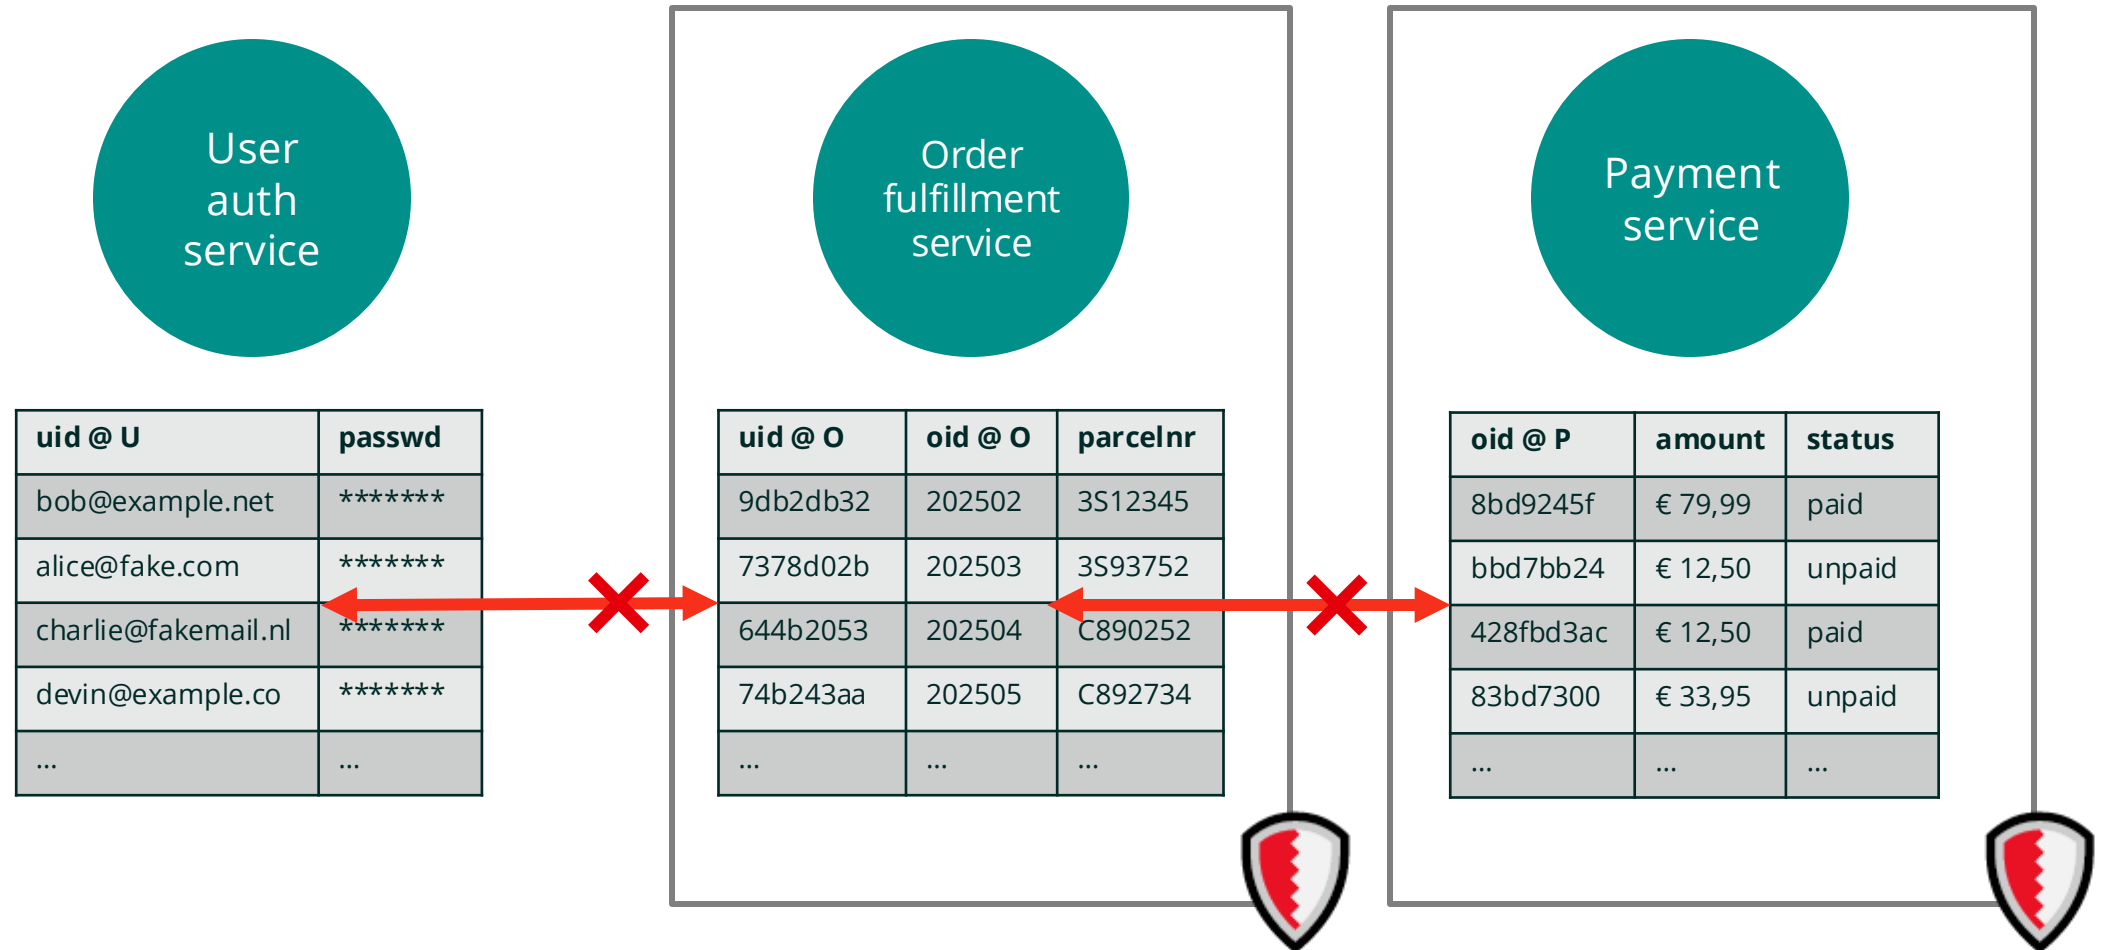 User
auth
service
Order
fulfillment
service
Payment
service
uid @ U passwd
bob@example.net *******
alice@fake.com *******
charlie@fakemail.nl *******
devin@example.co *******
... ...
uid @ O oid @ O parcelnr
9db2db32 202502 3S12345
7378d02b 202503 3S93752
644b2053 202504 C890252
74b243aa 202505 C892734
... ... ...
oid @ P amount status
8bd9245f € 79,99 paid
bbd7bb24 € 12,50 unpaid
428fbd3ac € 12,50 paid
83bd7300 € 33,95 unpaid
... ... ...